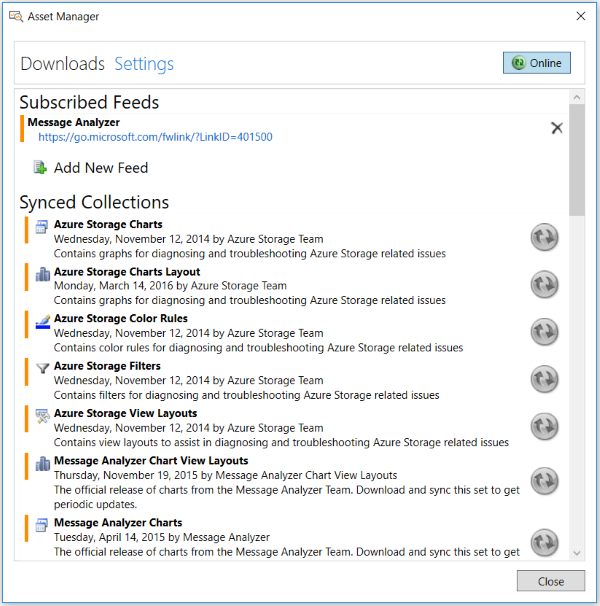 Asset Manager
Downloads Settings
Online
Subscribed Feeds
Message Analyzer
https://go.microsoft.com/fwlink/?LinkID=401500
Add New Feed
Synced Collections
Azure Storage Charts
Wednesday, November 12, 2014 by Azure Storage Team
Contains graphs for diagnosing and troubleshooting Azure Storage related issues
Azure Storage Charts Layout
Monday, March 14, 2016 by Azure Storage Team
Contains graphs for diagnosing and troubleshooting Azure Storage related issues
Azure Storage Color Rules
Wednesday, November 12, 2014 by Azure Storage Team
Contains color rules for diagnosing and troubleshooting Azure Storage related issues
Azure Storage Filters
Wednesday, November 12, 2014 by Azure Storage Team
Contains filters for diagnosing and troubleshooting Azure Storage related issues
Azure Storage View Layouts
Wednesday, November 12, 2014 by Azure Storage Team
Contains view layouts to assist in diagnosing and troubleshooting Azure Storage related issues
Message Analyzer Chart View Layouts
Thursday, November 19, 2015 by Message Analyzer Chart View Layouts
The official release of charts from the Message Analyzer Team. Download and sync this set to get
periodic updates.
Message Analyzer Charts
Tuesday, April 14, 2015 by Message Analyzer
The official release of charts from the Message Analyzer Team. Download and sync this set to get
Close